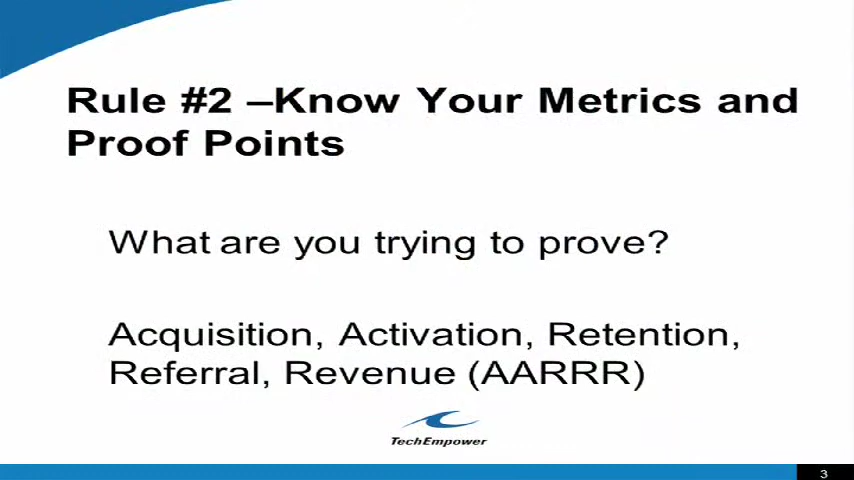 Rule #2 –Know Your Metrics and
Proof Points
What are you trying to prove?
Acquisition, Activation, Retention,
Referral, Revenue (AARRR)
TechEmpower
3